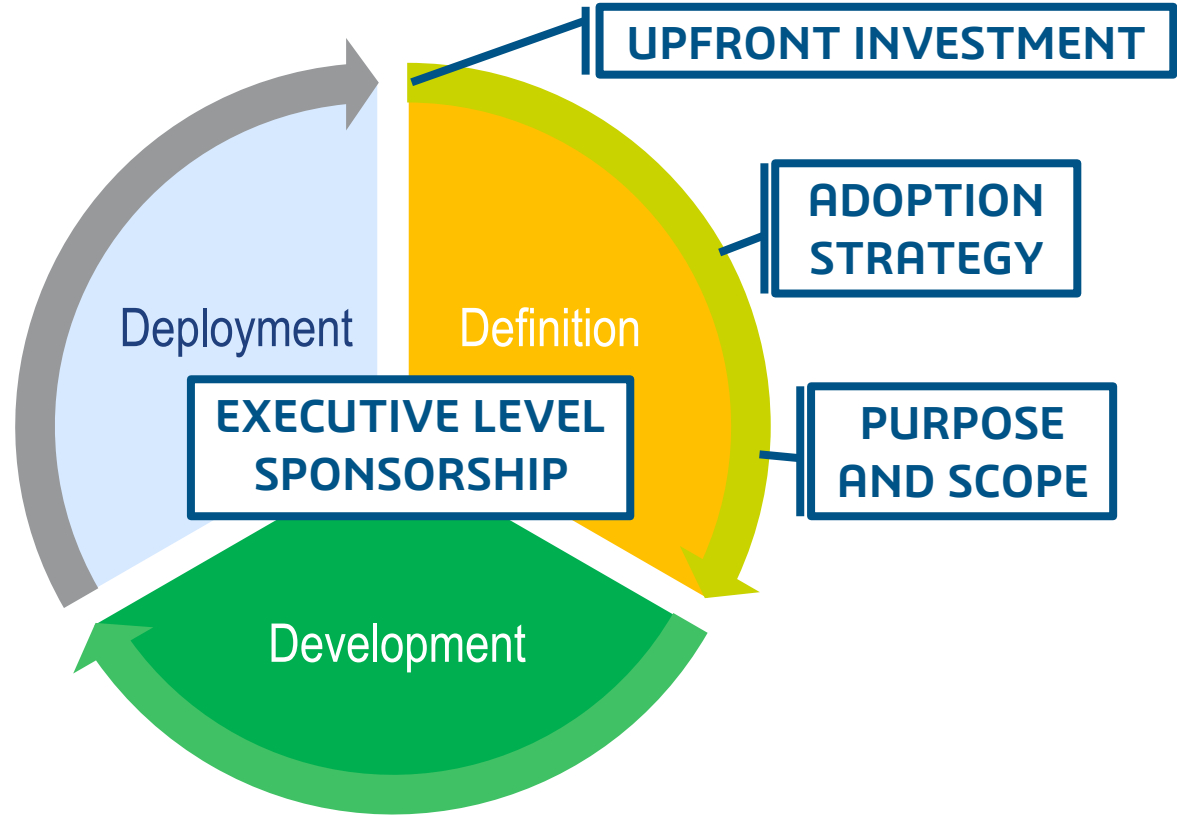 UPFRONT INVESTMENT
ADOPTION
STRATEGY
Deployment
Definition
EXECUTIVE LEVEL
SPONSORSHIP
PURPOSE
AND SCOPE
Development